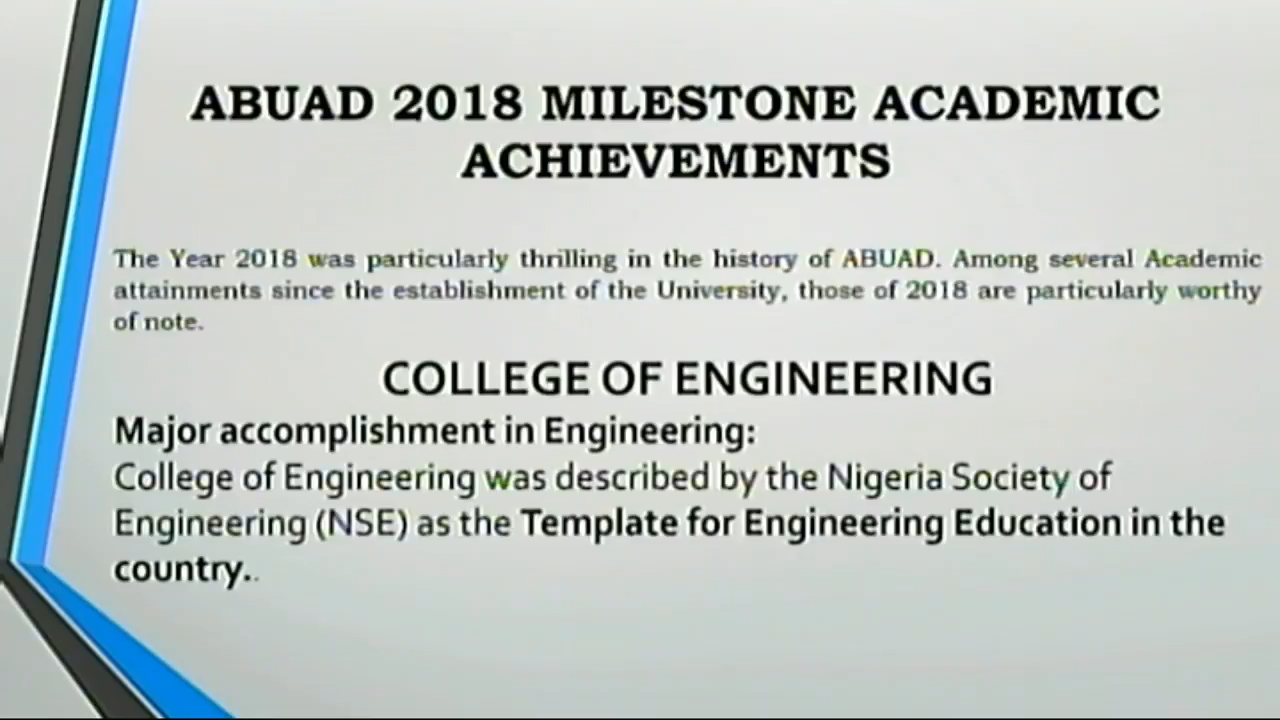 ABUAD 2018 MILESTONE ACADEMIC
ACHIEVEMENTS
The Year 2018 was particularly thrilling in the history of ABUAD. Among several Academic
attainments since the establishment of the University, those of 2018 are particularly worthy
of note.
COLLEGE OF ENGINEERING
Major accomplishment in Engineering:
College of Engineering was described by the Nigeria Society of
Engineering (NSE) as the Template for Engineering Education in the
country..